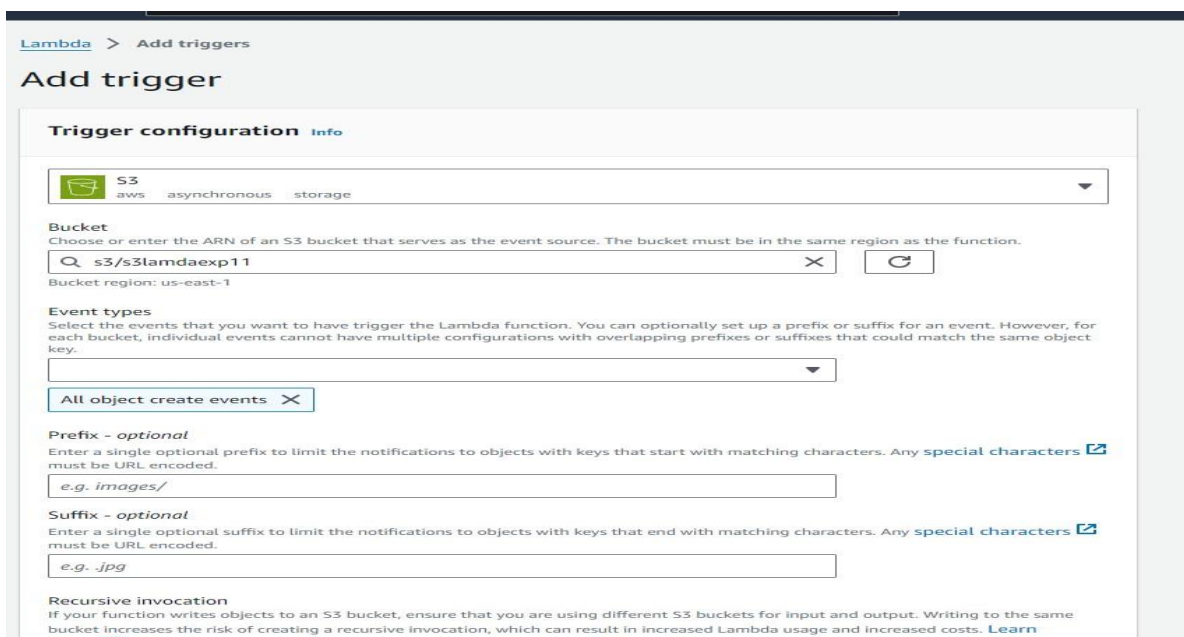 Lambda > Add triggers
Add trigger
Trigger configuration Info
S3
aws asynchronous storage
Bucket
Choose or enter the ARN of an S3 bucket that serves as the event source. The bucket must be in the same region as the function.
s3/s3lamdaexp11
Bucket region: us-east-1
Event types
Select the events that you want to have trigger the Lambda function. You can optionally set up a prefix or suffix for an event. However, for
each bucket, individual events cannot have multiple configurations with overlapping prefixes or suffixes that could match the same object
key.
All object create events
Prefix - optional
Enter a single optional prefix to limit the notifications to objects with keys that start with matching characters. Any special characters
must be URL encoded.
e.g. images/
Suffix - optional
Enter a single optional suffix to limit the notifications to objects with keys that end with matching characters. Any special characters
must be URL encoded.
e.g. .jpg
Recursive invocation
If your function writes objects to an S3 bucket, ensure that you are using different S3 buckets for input and output. Writing to the same
bucket increases the risk of creating a recursive invocation, which can result in increased Lambda usage and increased costs. Learn